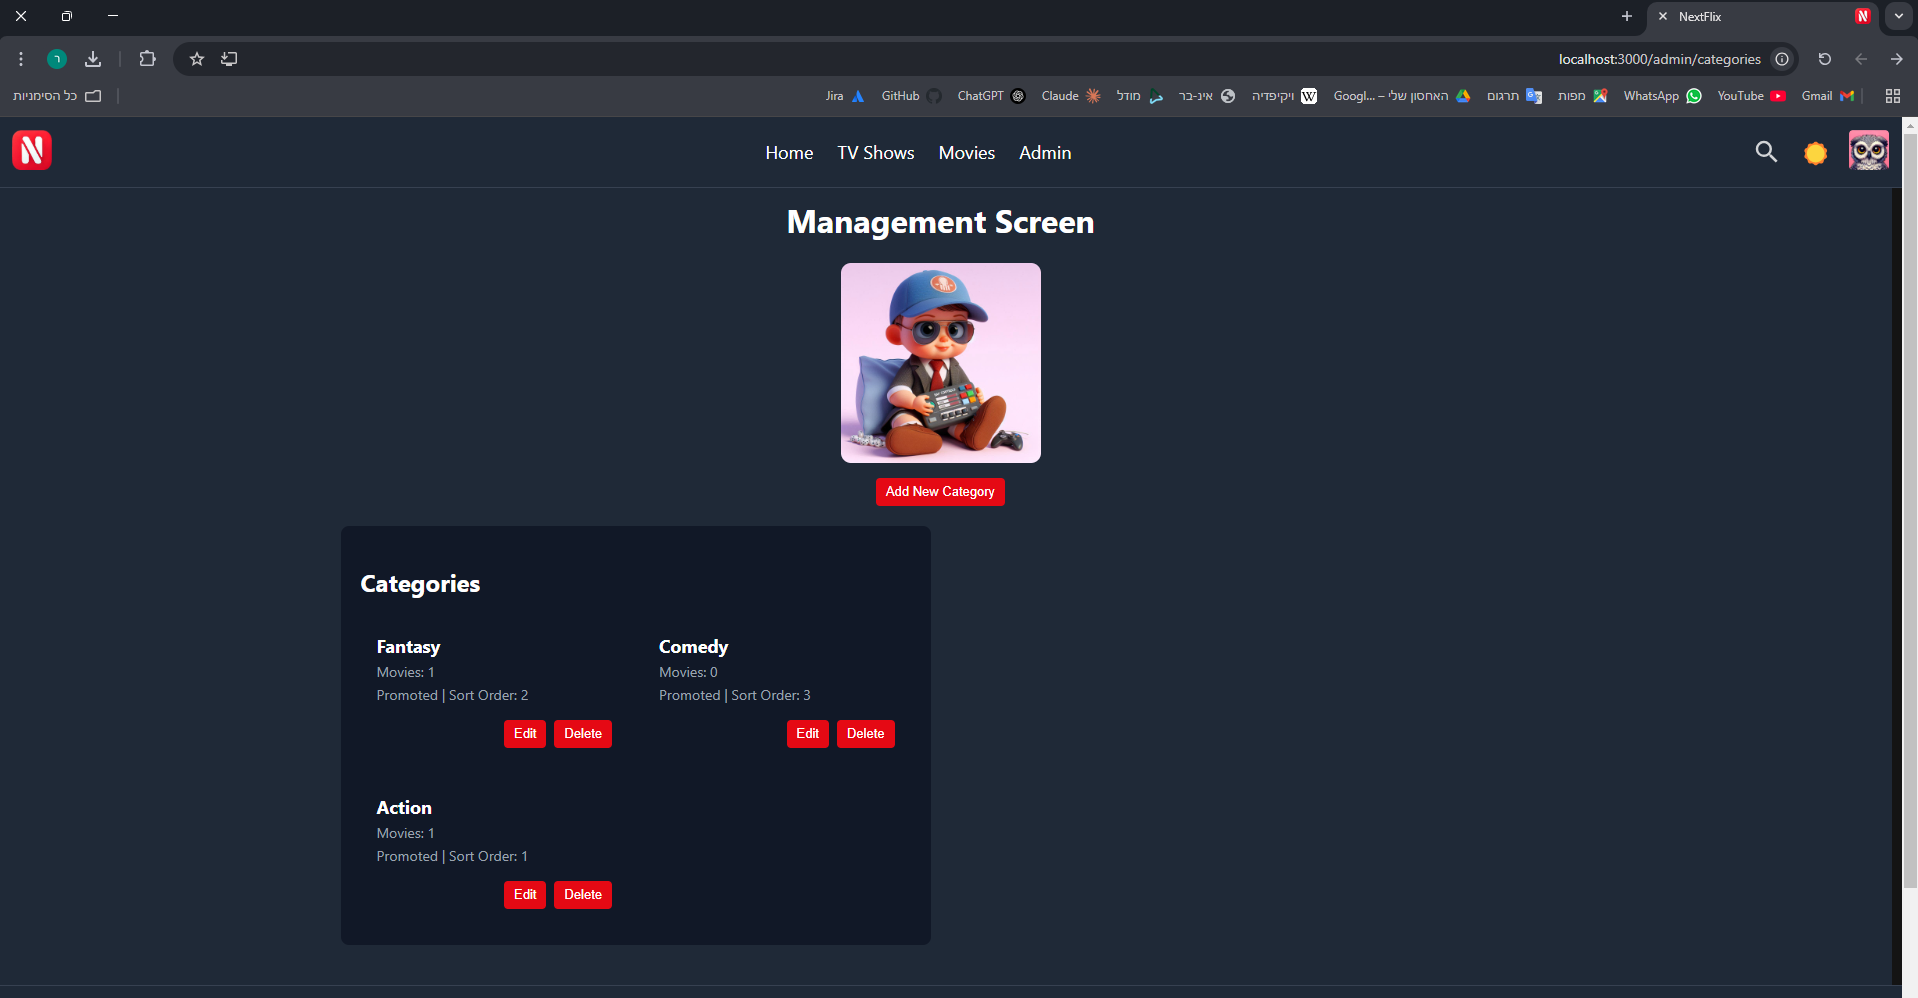 NextFlix
localhost:3000/admin/categories
כל הסימניות
Jira
GitHub
ChatGPT
Claude
מודל
אינ-בר
ויקיפדיה
האחסון שלי – Googl...
תרגום
מפות
WhatsApp
YouTube
Gmail
N
Home
TV Shows
Movies
Admin
Management Screen
Add New Category
Categories
Fantasy
Movies: 1
Promoted | Sort Order: 2
Edit
Delete
Comedy
Movies: 0
Promoted | Sort Order: 3
Edit
Delete
Action
Movies: 1
Promoted | Sort Order: 1
Edit
Delete